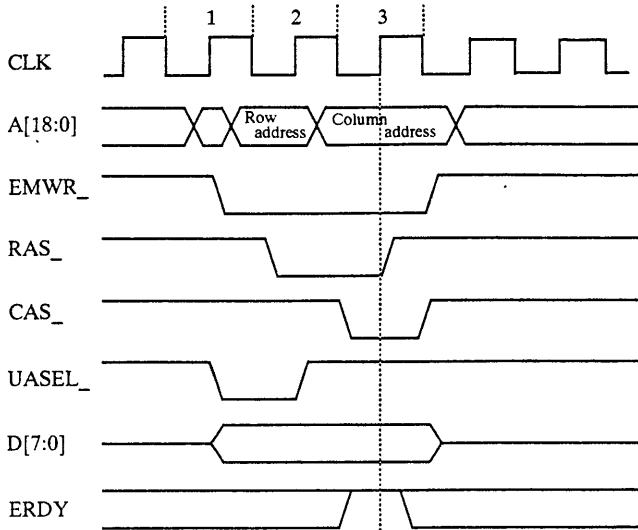 1 2 3
CLK
A[18:0]
Row address
Column address
EMWR_
RAS_
CAS_
UASEL_
D[7:0]
ERDY